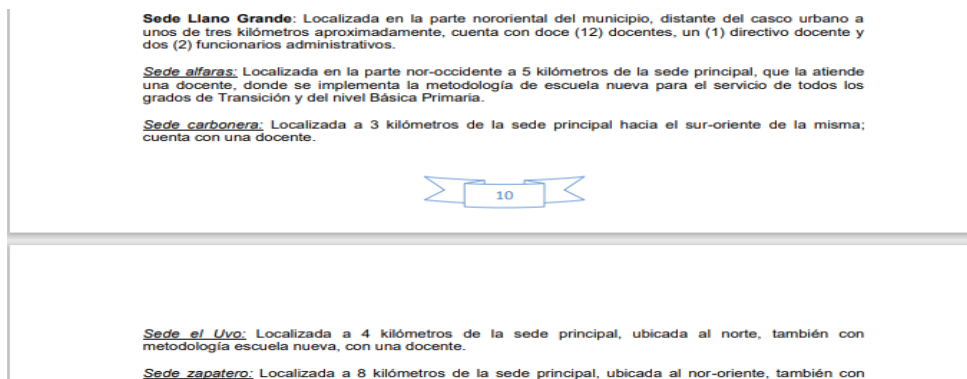 Sede Llano Grande: Localizada en la parte nororiental del municipio, distante del casco urbano a
unos de tres kilómetros aproximadamente, cuenta con doce (12) docentes, un (1) directivo docente y
dos (2) funcionarios administrativos.
Sede alfaras: Localizada en la parte nor-occidente a 5 kilómetros de la sede principal, que la atiende
una docente, donde se implementa la metodología de escuela nueva para el servicio de todos los
grados de Transición y del nivel Básica Primaria.
Sede carbonera: Localizada a 3 kilómetros de la sede principal hacia el sur-oriente de la misma;
cuenta con una docente.
10
Sede el Uvo: Localizada a 4 kilómetros de la sede principal, ubicada al norte, también con
metodología escuela nueva, con una docente.
Sede zapatero: Localizada a 8 kilómetros de la sede principal, ubicada al nor-oriente, también con